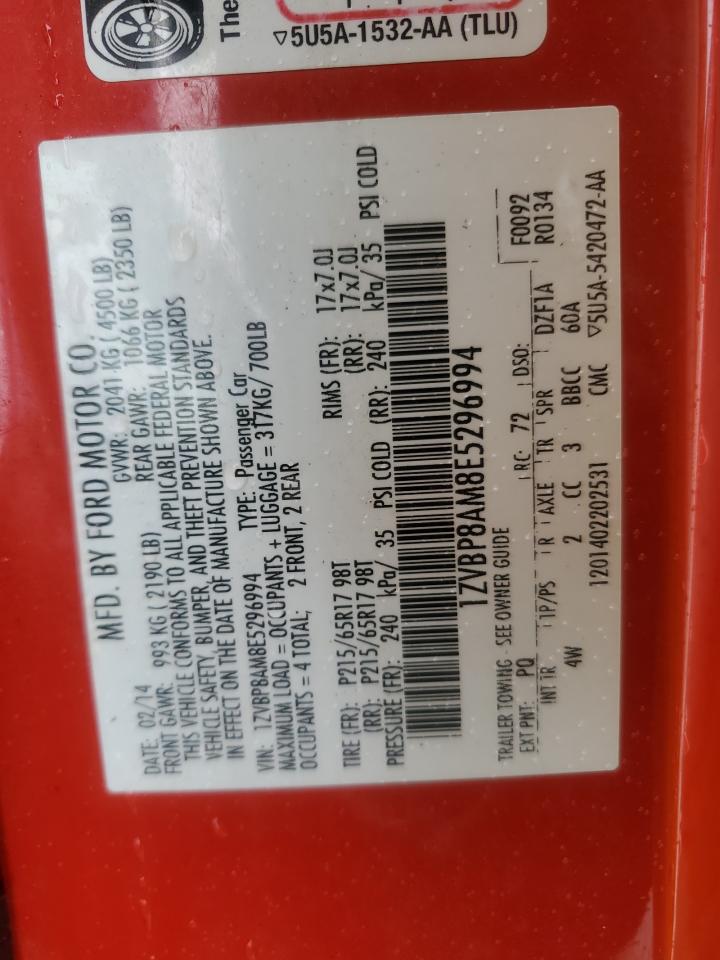 The
▽5U5A-1532-AA (TLU)
MFD. BY FORD MOTOR CO.
DATE: 02/14 GVWR: 2041 KG ( 4500 LB)
FRONT GAWR: 993 KG ( 2190 LB) REAR GAWR: 1066 KG ( 2350 LB)
THIS VEHICLE CONFORMS TO ALL APPLICABLE FEDERAL MOTOR
VEHICLE SAFETY, BUMPER, AND THEFT PREVENTION STANDARDS
IN EFFECT ON THE DATE OF MANUFACTURE SHOWN ABOVE.
VIN: 1ZVBP8AM8E5296994 TYPE: Passenger Car
MAXIMUM LOAD = OCCUPANTS + LUGGAGE = 317KG/ 700LB
OCCUPANTS = 4 TOTAL; 2 FRONT, 2 REAR
TIRE (FR): P215/65R17 98T RIMS (FR): 17x7.0J
(RR): P215/65R17 98T (RR): 17x7.0J
PRESSURE (FR): 240 kPa/ 35 PSI COLD (RR): 240 kPa/ 35 PSI COLD
1ZVBP8AM8E5296994
TRAILER TOWING - SEE OWNER GUIDE
EXT PNT: PQ RC: 72 DSO: F0092
INT TR TP/PS R AXLE TR SPR DZF1A R0134
4W 2 CC 3 BBCC 60A
1201402202531 CMC ▽5U5A-5420472-AA